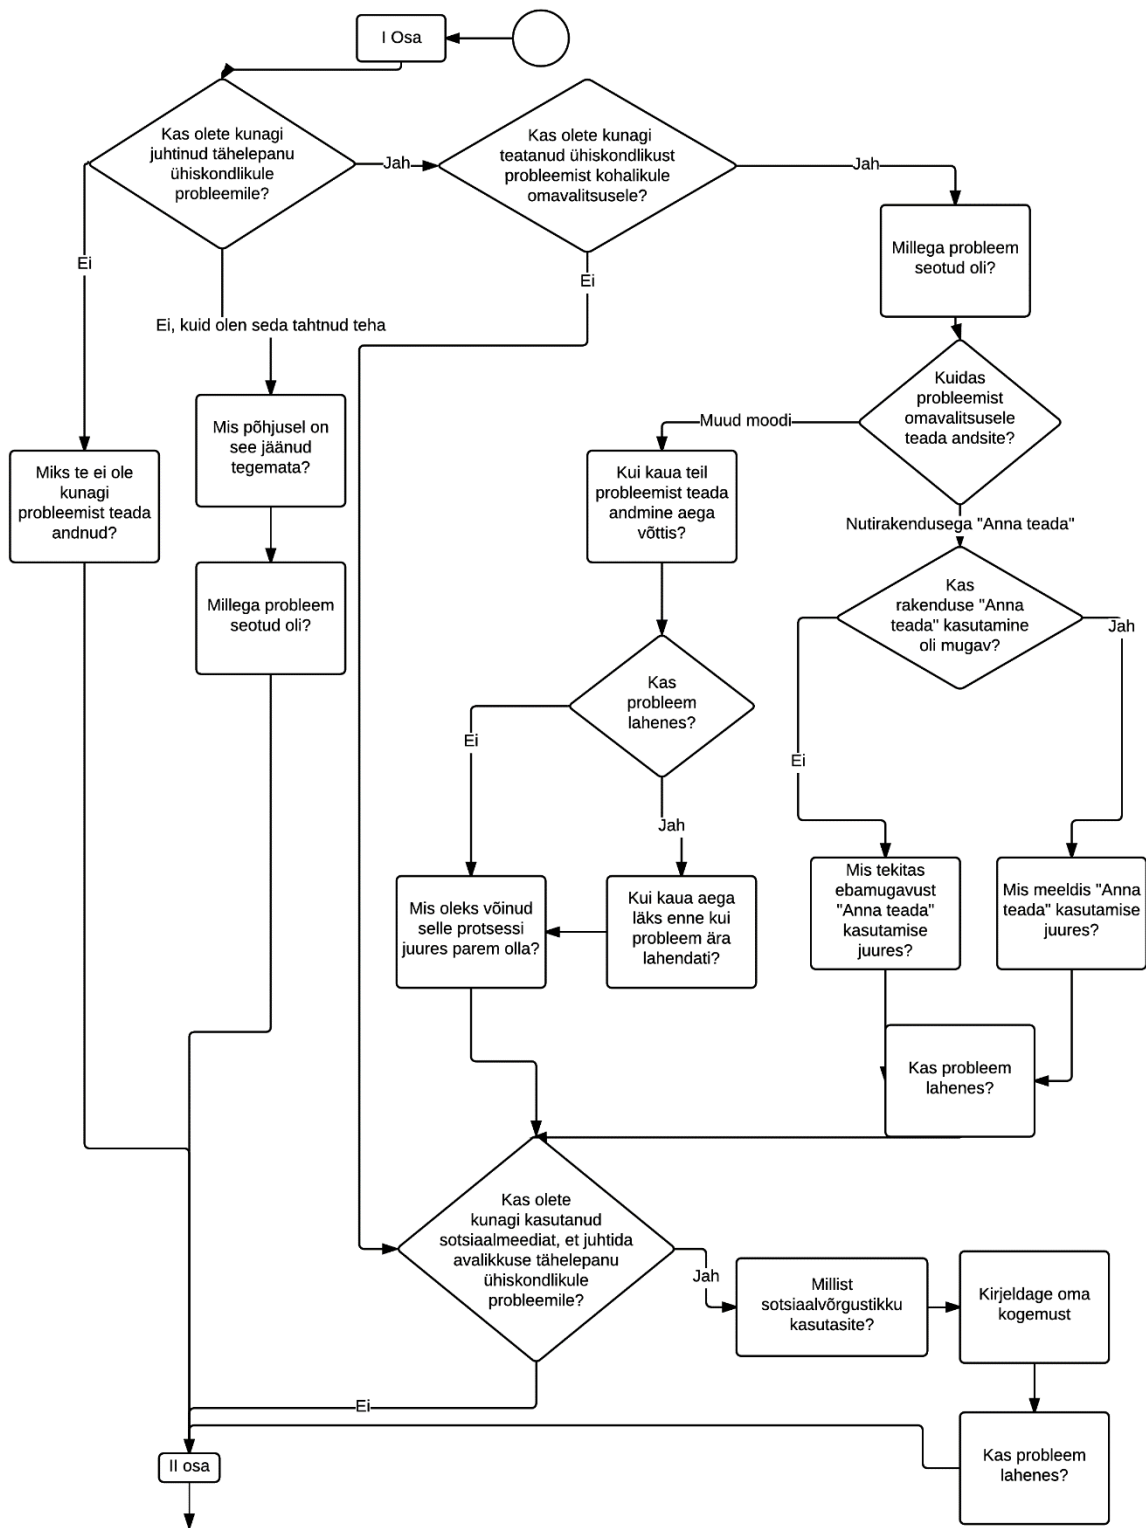 I Osa
Kas olete kunagi
juhtinud tähelepanu
ühiskondlikule
probleemile?
Jah
Kas olete kunagi
teatanud ühiskondlikust
probleemist kohalikule
omavalitsusele?
Jah
Millega probleem
seotud oli?
Ei
Ei
Ei, kuid olen seda tahtnud teha
Kuidas
probleemist
omavalitsusele
teada andsite?
Muud moodi
Mis põhjusel on
see jäänud
tegemata?
Miks te ei ole
kunagi
probleemist teada
andnud?
Kui kaua teil
probleemist teada
andmine aega
võttis?
Nutirakendusega "Anna teada"
Millega probleem
seotud oli?
Kas
rakenduse "Anna
teada" kasutamine
oli mugav?
Jah
Kas
probleem
lahenes?
Ei
Ei
Jah
Mis oleks võinud
selle protsessi
juures parem olla?
Kui kaua aega
läks enne kui
probleem ära
lahendati?
Mis tekitas
ebamugavust
"Anna teada"
kasutamise
juures?
Mis meeldis "Anna
teada" kasutamise
juures?
Kas probleem
lahenes?
Kas olete
kunagi kasutanud
sotsiaalmeediat, et juhtida
avalikkuse tähelepanu
ühiskondlikule
probleemile?
Jah
Millist
sotsiaalvõrgustikku
kasutasite?
Kirjeldage oma
kogemust
Ei
Kas probleem
lahenes?
II osa